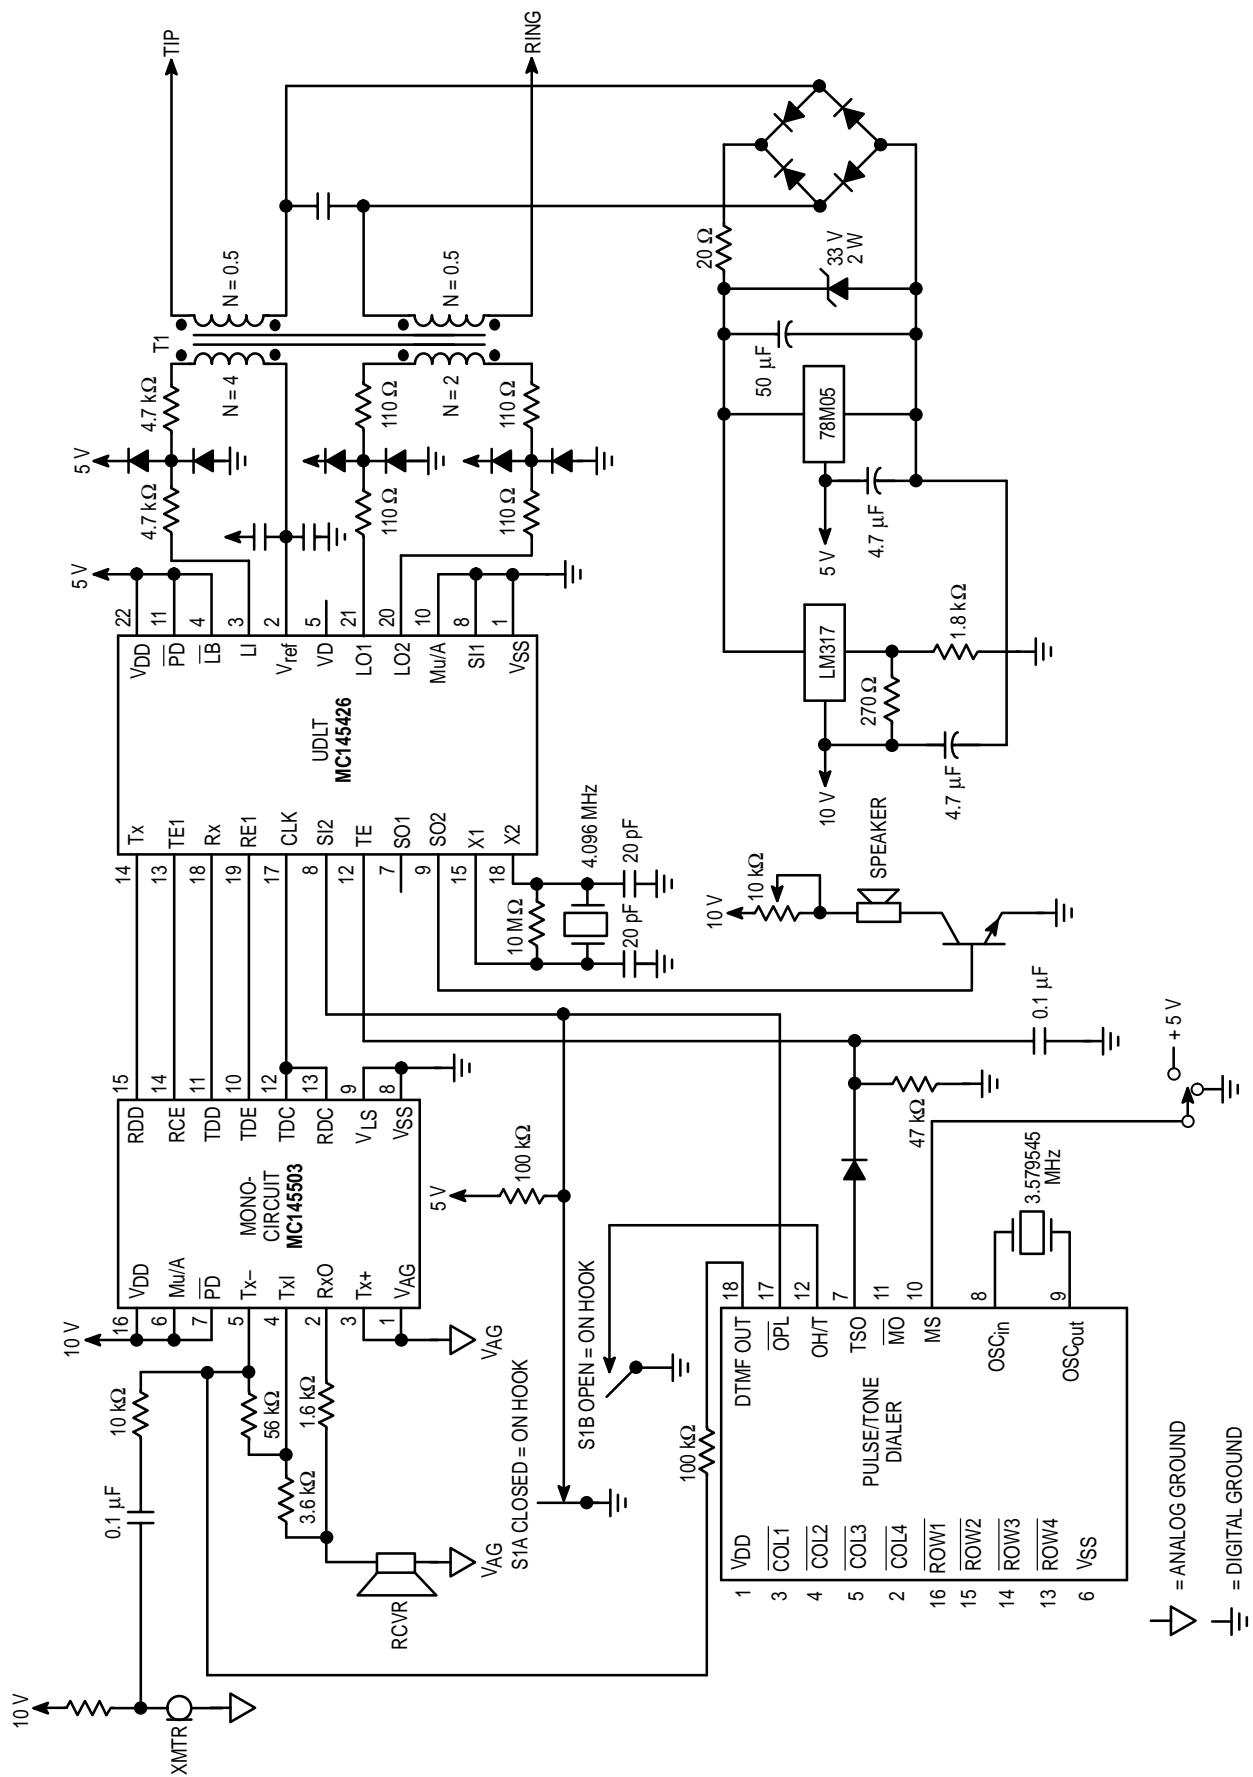 TIP
RING
T1
N = 0.5
N = 0.5
N = 4
N = 2
4.7 kΩ
4.7 kΩ
5 V
5 V
110 Ω
110 Ω
110 Ω
110 Ω
20 Ω
33 V
2 W
50 µF
78M05
5 V
4.7 µF
LM317
270 Ω
1.8 kΩ
10 V
4.7 µF
UDLT
MC145426
22 VDD
11 PD
4 LB
3 LI
2 Vref
5 VD
21 LO1
20 LO2
10 Mu/A
8 SI1
1 VSS
14 Tx
13 TE1
18 Rx
19 RE1
17 CLK
8 SI2
12 TE
7 SO1
9 SO2
15 X1
18 X2
10 MΩ
4.096 MHz
20 pF
20 pF
10 V
10 kΩ
SPEAKER
MONO-
CIRCUIT
MC145503
15 RDD
14 RCE
11 TDD
10 TDE
12 TDC
13 RDC
9 VLS
8 VSS
16 VDD
6 Mu/A
7 PD
5 Tx–
4 TxI
2 RxO
3 Tx+
1 VAG
10 V
VAG
5 V
100 kΩ
10 kΩ
0.1 µF
56 kΩ
3.6 kΩ
1.6 kΩ
RCVR
VAG
10 V
XMTR
S1A CLOSED = ON HOOK
S1B OPEN = ON HOOK
100 kΩ
0.1 µF
47 kΩ
+ 5 V
3.579545
MHz
PULSE/TONE
DIALER
18 DTMF OUT
17 OPL
12 OH/T
7 TSO
11 MO
10 MS
8 OSCin
9 OSCout
1 VDD
3 COL1
4 COL2
5 COL3
2 COL4
16 ROW1
15 ROW2
14 ROW3
13 ROW4
6 VSS
= ANALOG GROUND
= DIGITAL GROUND